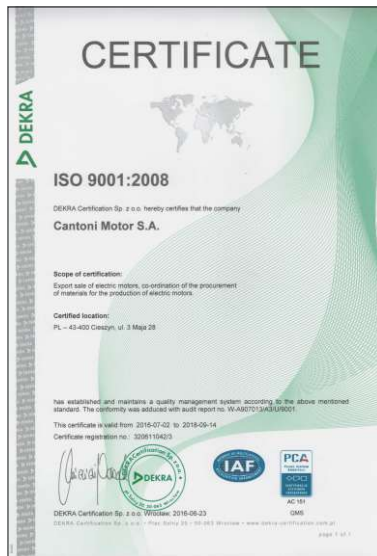 CERTIFICATE
DEKRA
ISO 9001:2008
DEKRA Certification Sp. z o.o. hereby certifies that the company
Cantoni Motor S.A.
Scope of certification:
Export sale of electric motors, co-ordination of the procurement
of materials for the production of electric motors.
Certified location:
PL – 43-400 Cieszyn, ul. 3 Maja 28
has established and maintains a quality management system according to the above mentioned
standard. The conformity was adduced with audit report no.
This certificate is valid from 2016-07-02 to 2018-09-14
Certificate registration no.: 320611042/3
DEKRA
IAF
PCA
AC 151
QMS
DEKRA Certification Sp. z o.o. Wrocław, 2016-06-23
page 1 of 1